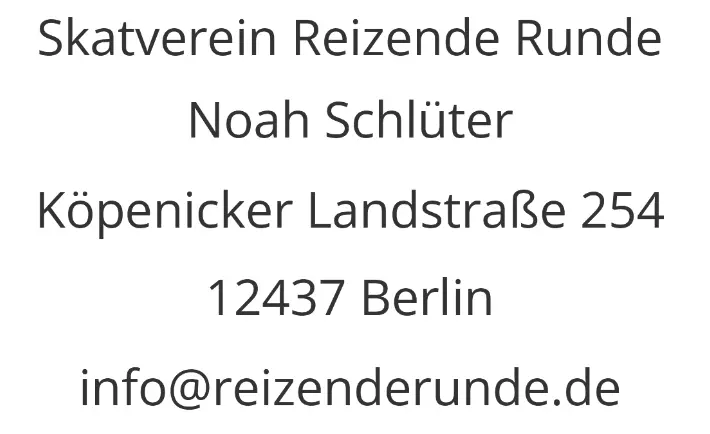 Skatverein Reizende Runde
Noah Schlüter
Köpenicker Landstraße 254
12437 Berlin
info@reizenderunde.de